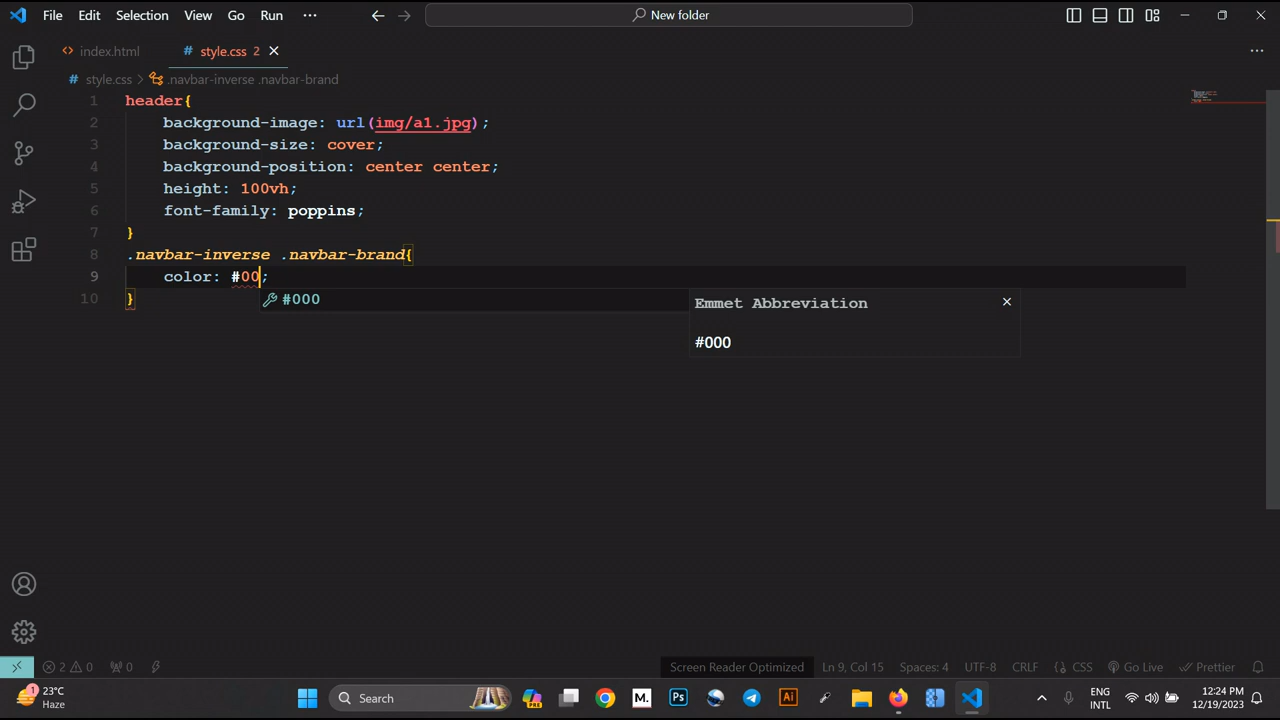 File Edit Selection View Go Run ··· New folder
index.html # style.css 2
# style.css > .navbar-inverse .navbar-brand
1 header{
2 background-image: url(img/a1.jpg);
3 background-size: cover;
4 background-position: center center;
5 height: 100vh;
6 font-family: poppins;
7 }
8 .navbar-inverse .navbar-brand{
9 color: #00;
10 }
#000
Emmet Abbreviation
#000
2 0 0 Screen Reader Optimized Ln 9, Col 15 Spaces: 4 UTF-8 CRLF { } CSS Go Live Prettier
1 23°C Haze
Search PRE M. Ps Ai
ENG INTL
12:24 PM
12/19/2023